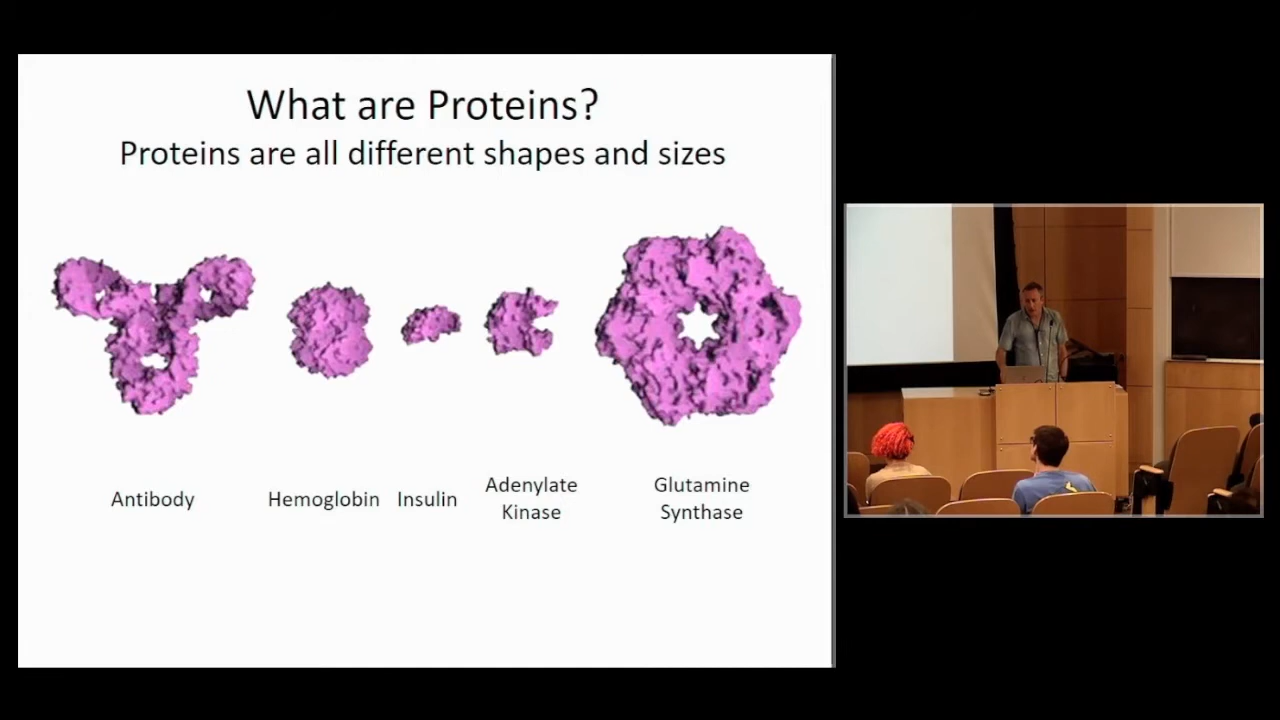 What are Proteins?
Proteins are all different shapes and sizes
Antibody
Hemoglobin
Insulin
Adenylate
Kinase
Glutamine
Synthase